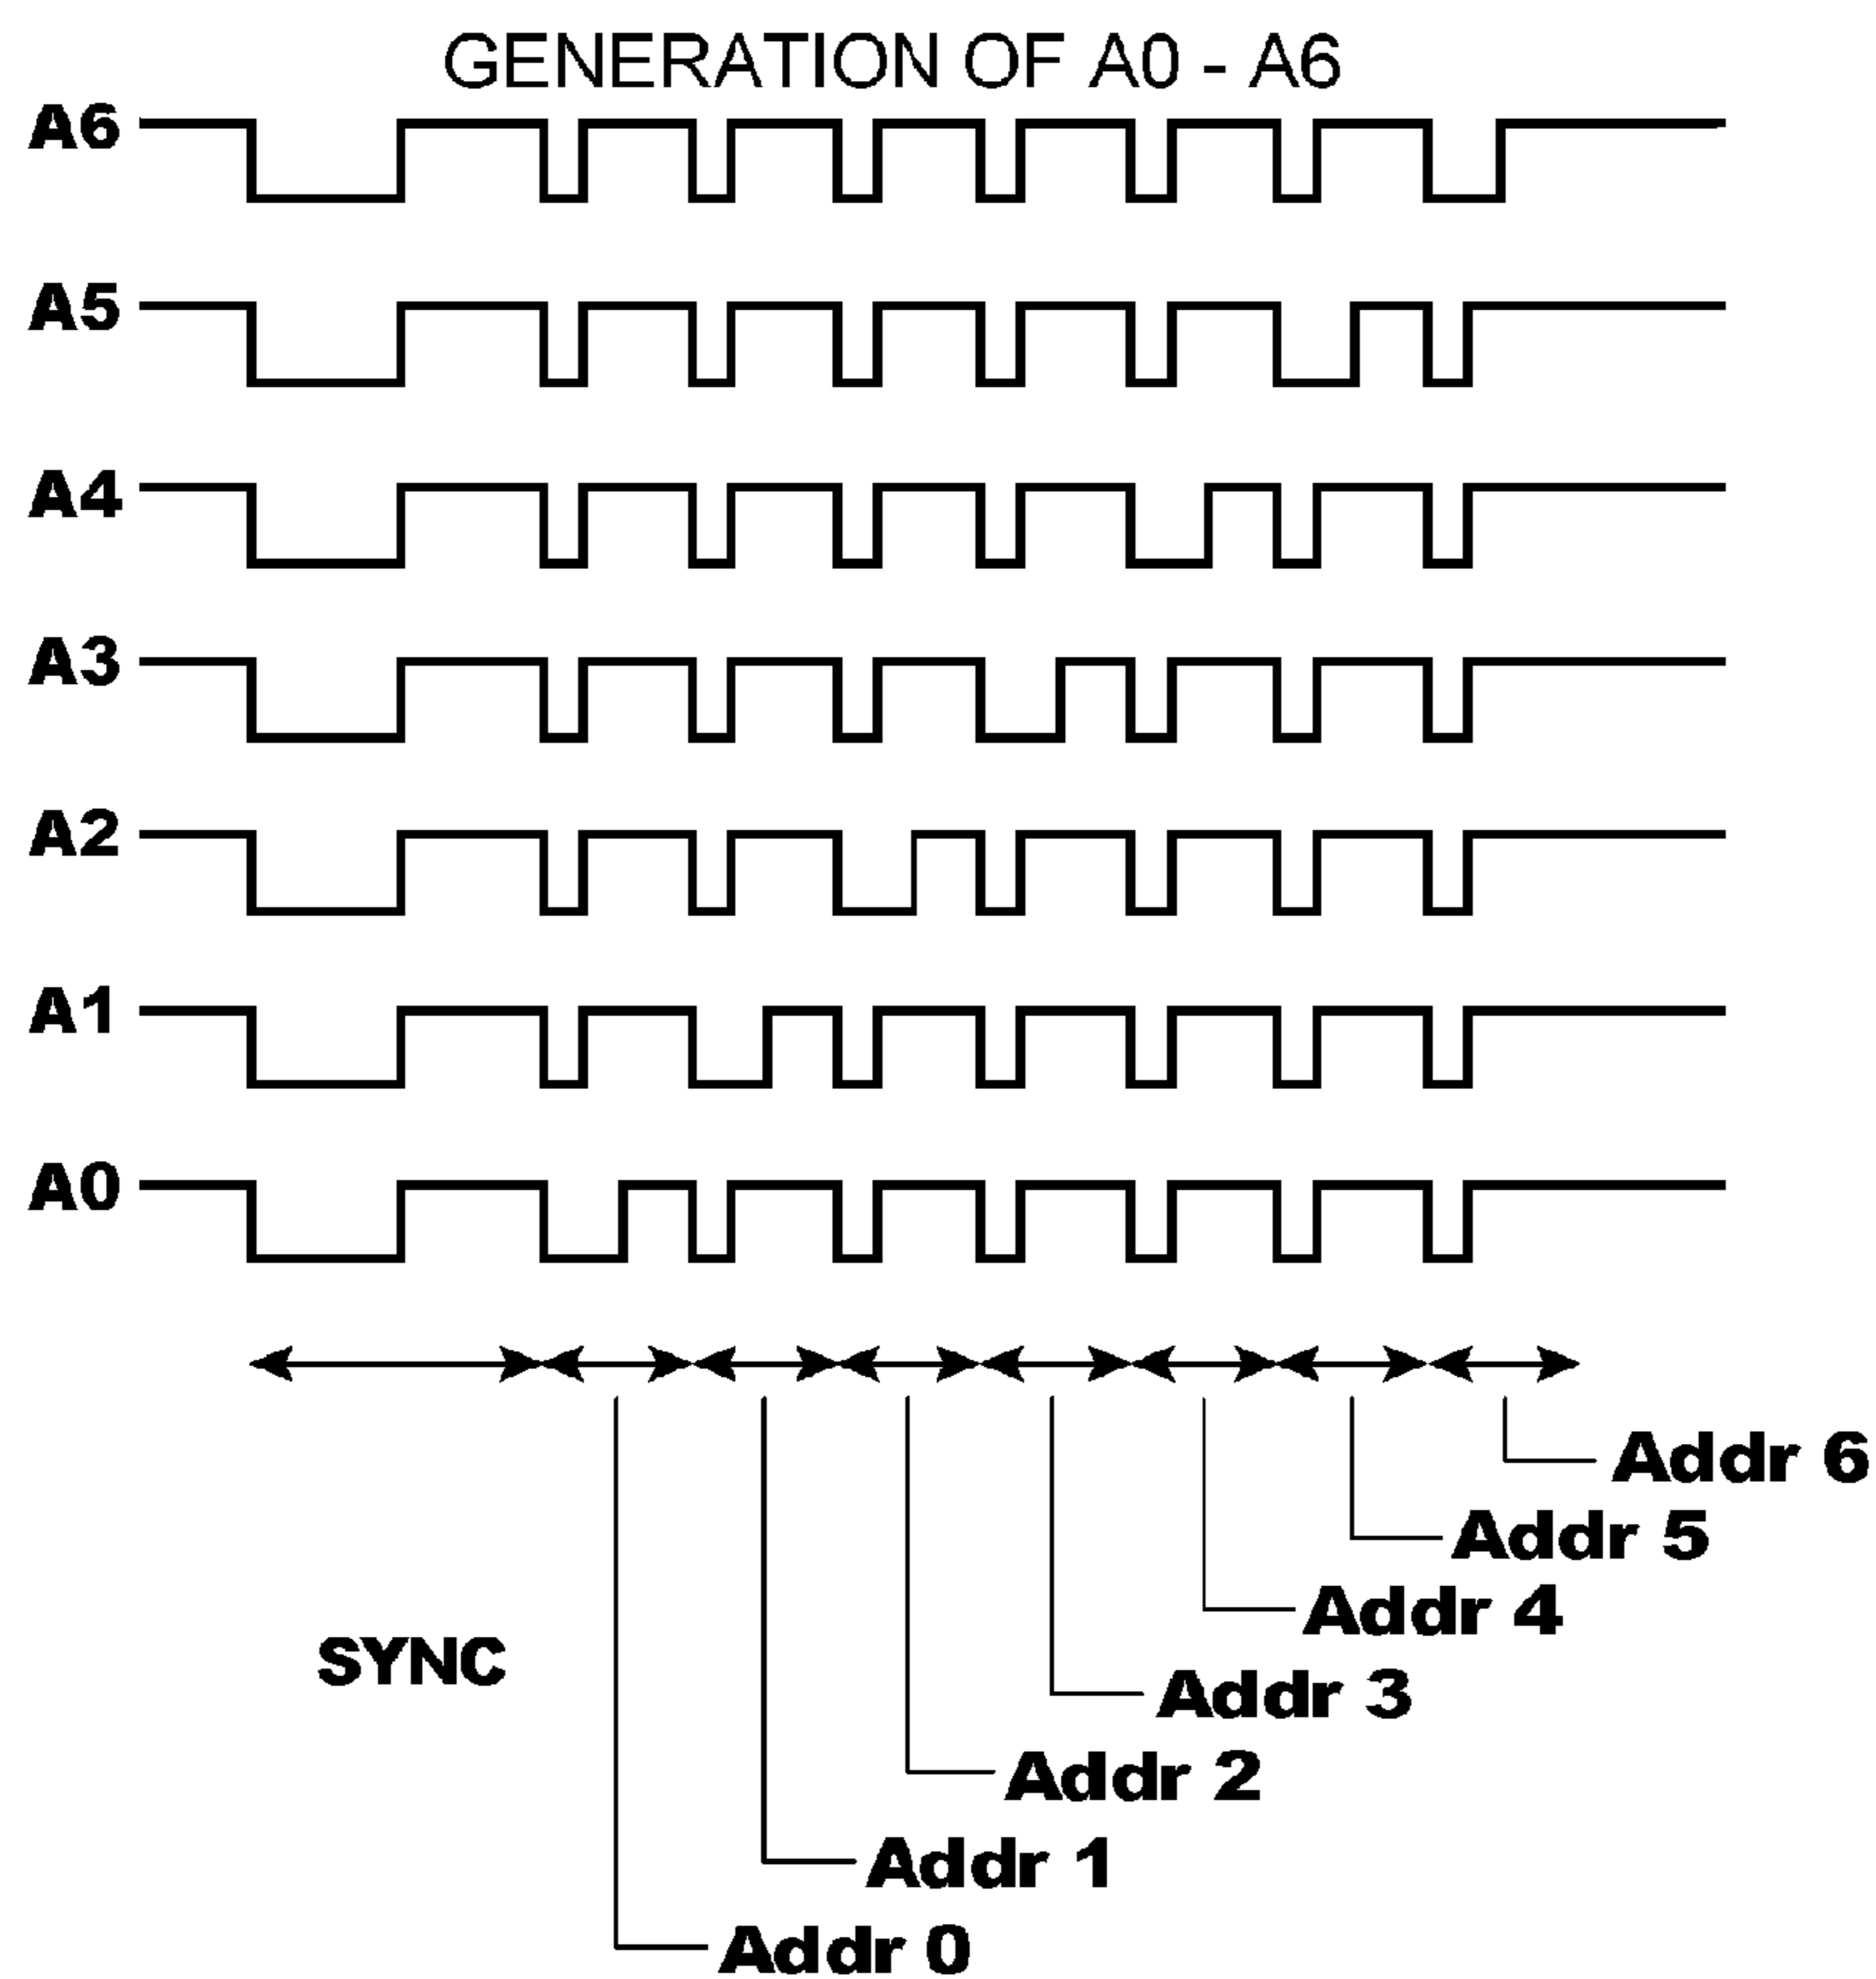 GENERATION OF A0 - A6
A6
A5
A4
A3
A2
A1
A0
Addr 6
Addr 5
Addr 4
SYNC
Addr 3
Addr 2
Addr 1
Addr 0